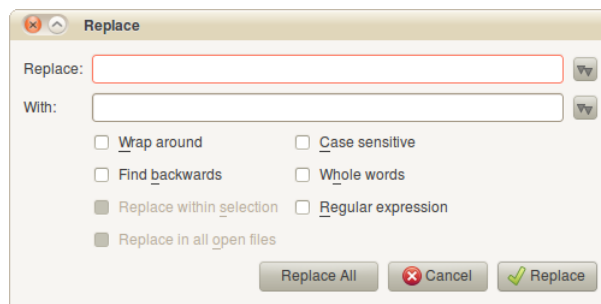 Replace
Replace:
With:
Wrap around Case sensitive
Find backwards Whole words
Replace within selection Regular expression
Replace in all open files
Replace All Cancel Replace